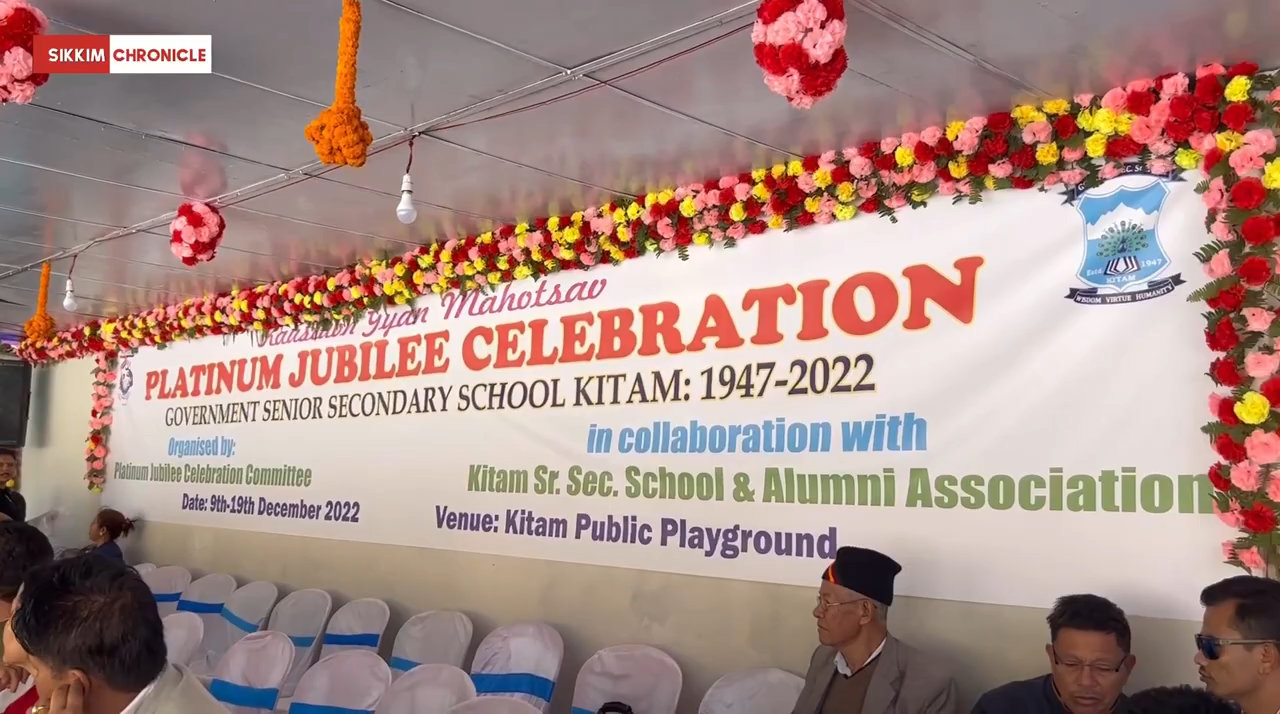 SIKKIM CHRONICLE
Gyan Mahotsav
PLATINUM JUBILEE CELEBRATION
GOVERNMENT SENIOR SECONDARY SCHOOL KITAM: 1947-2022
Organised by:
Platinum Jubilee Celebration Committee
Date: 9th-19th December 2022
in collaboration with
Kitam Sr. Sec. School & Alumni Association
Venue: Kitam Public Playground
Estd. 1947
KITAM
WISDOM VIRTUE HUMANITY